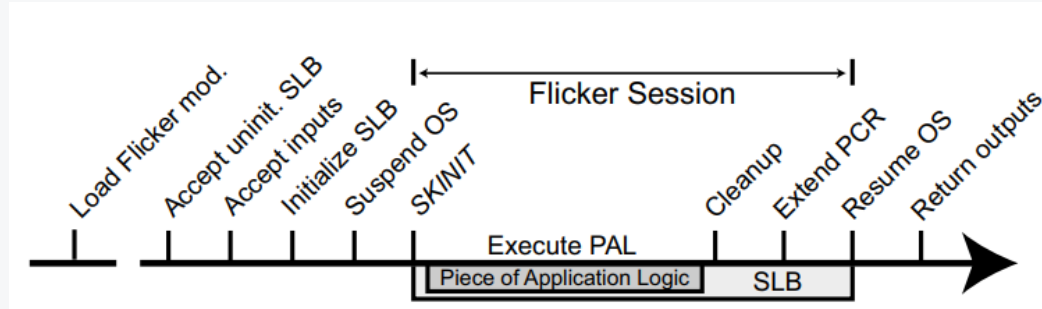 Flicker Session
Load Flicker mod.
Accept uninit. SLB
Accept inputs
Initialize SLB
Suspend OS
SKINIT
Cleanup
Extend PCR
Resume OS
Return outputs
Execute PAL
Piece of Application Logic
SLB